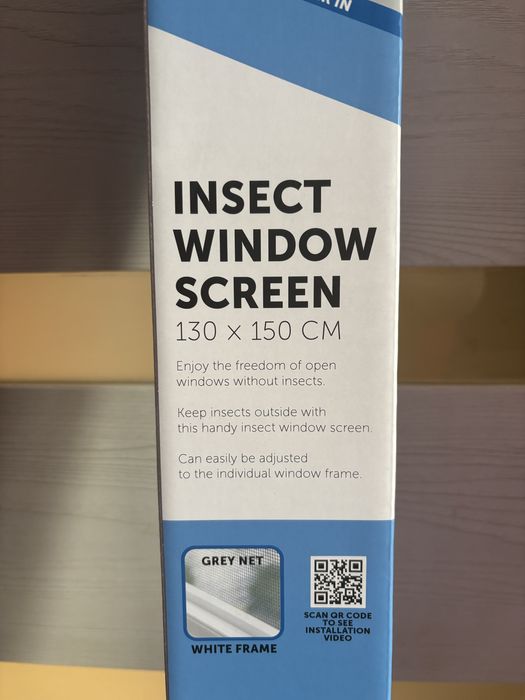 IN
INSECT
WINDOW
SCREEN
130 x 150 CM
Enjoy the freedom of open
windows without insects.
Keep insects outside with
this handy insect window screen.
Can easily be adjusted
to the individual window frame.
GREY NET
WHITE FRAME
SCAN QR CODE
TO SEE
INSTALLATION
VIDEO